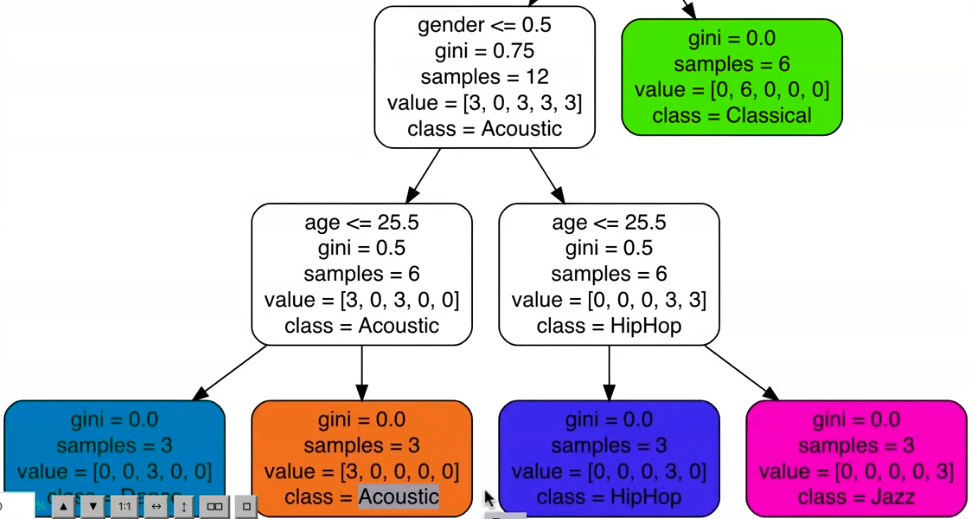 gender <= 0.5
gini = 0.75
samples = 12
value = [3, 0, 3, 3, 3]
class = Acoustic
gini = 0.0
samples = 6
value = [0, 6, 0, 0, 0]
class = Classical
age <= 25.5
gini = 0.5
samples = 6
value = [3, 0, 3, 0, 0]
class = Acoustic
age <= 25.5
gini = 0.5
samples = 6
value = [0, 0, 0, 3, 3]
class = HipHop
gini = 0.0
samples = 3
value = [0, 0, 3, 0, 0]
class = Dance
gini = 0.0
samples = 3
value = [3, 0, 0, 0, 0]
class = Acoustic
gini = 0.0
samples = 3
value = [0, 0, 0, 3, 0]
class = HipHop
gini = 0.0
samples = 3
value = [0, 0, 0, 0, 3]
class = Jazz
%
1:1